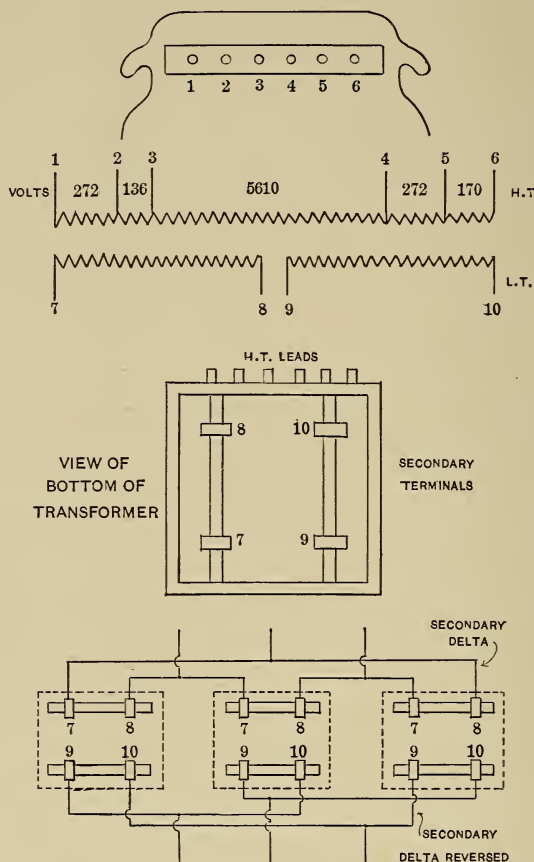 1 2 3 4 5 6
1 2 3 4 5 6
VOLTS 272 136 5610 272 170 H.T
L.T.
7 8 9 10
H.T. LEADS
8 10
VIEW OF
BOTTOM OF
TRANSFORMER
SECONDARY
TERMINALS
7 9
SECONDARY
DELTA
7 8 7 8 7 8
9 10 9 10 9 10
SECONDARY
DELTA REVERSED